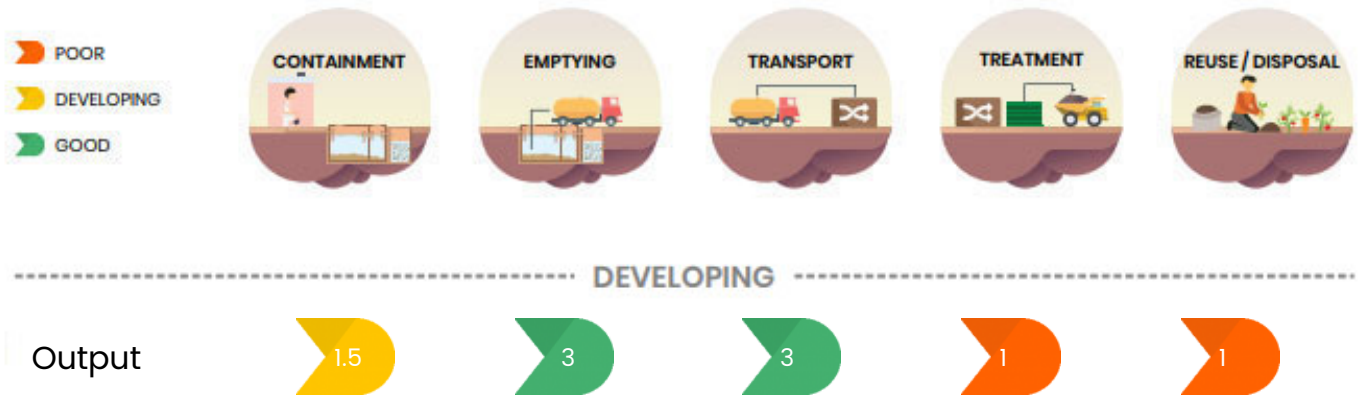 POOR
DEVELOPING
GOOD
CONTAINMENT
EMPTYING
TRANSPORT
TREATMENT
REUSE / DISPOSAL
DEVELOPING
Output
1.5
3
3
1
1